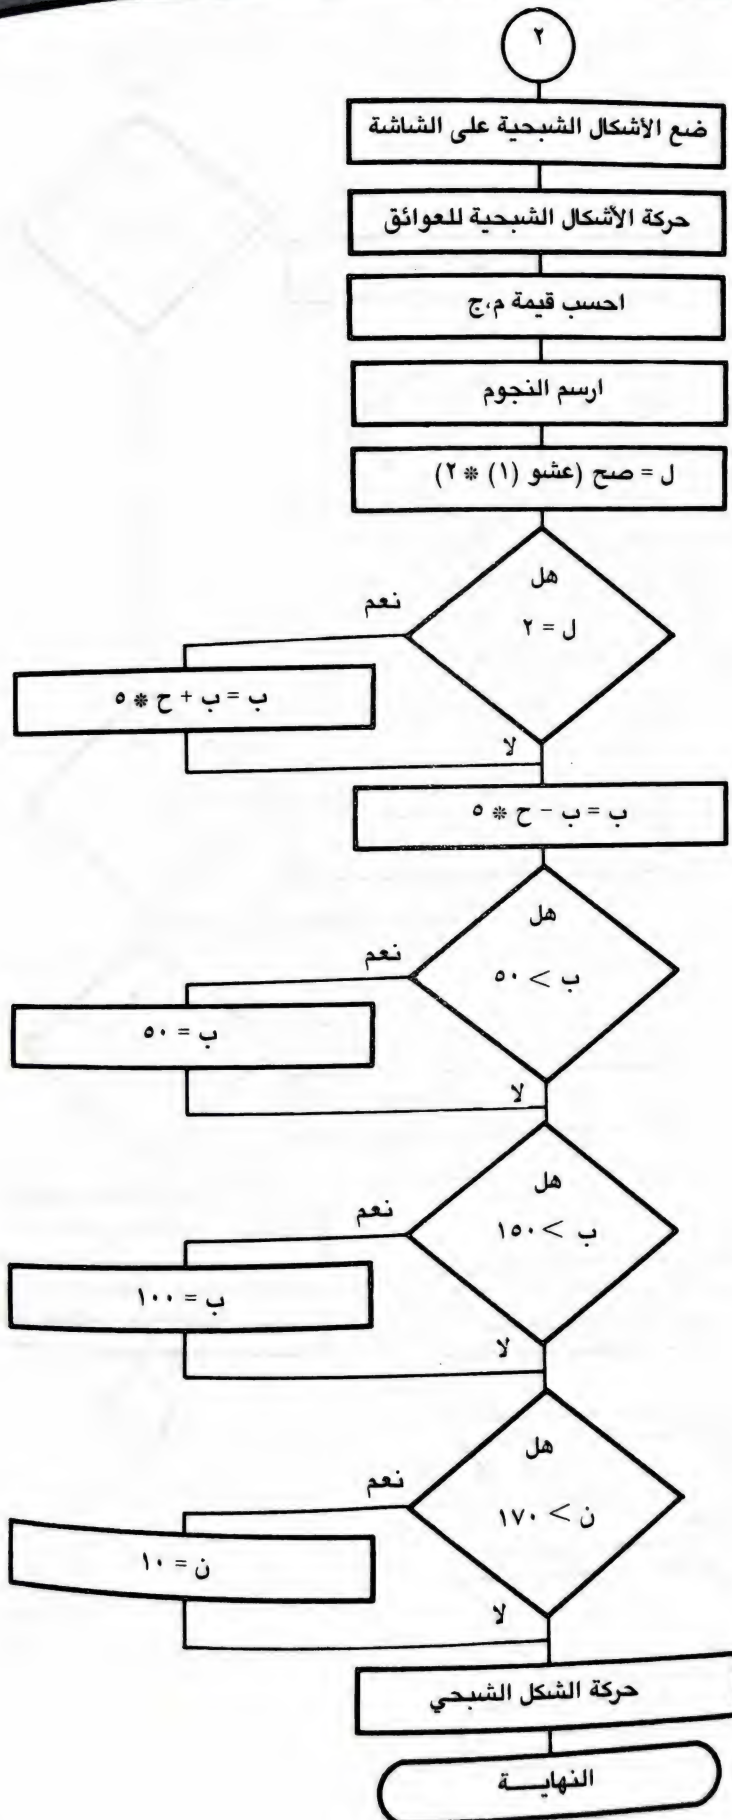 ٢
ضع الأشكال الشبحية على الشاشة
حركة الأشكال الشبحية للعوائق
احسب قيمة م،ج
ارسم النجوم
ل = صح (عشو (١) * ٢)
هل
ل = ٢
نعم
ب = ب + ح * ٥
لا
ب = ب - ح * ٥
هل
ب < ٥٠
نعم
ب = ٥٠
لا
هل
ب > ١٥٠
نعم
ب = ١٠٠
لا
هل
ن > ١٧٠
نعم
ن = ١٠
لا
حركة الشكل الشبحي
النهايــــة